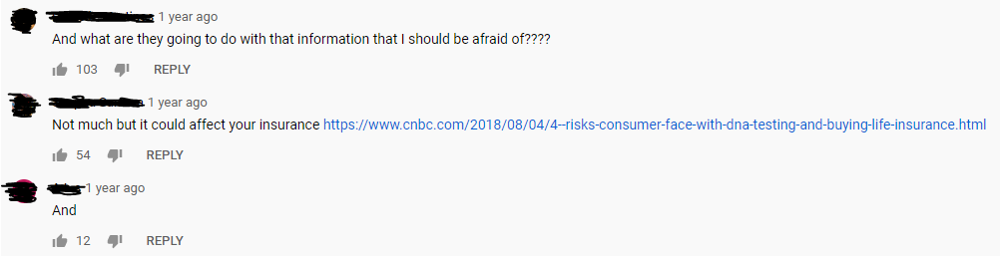 1 year ago
And what are they going to do with that information that I should be afraid of????
103 REPLY
1 year ago
Not much but it could affect your insurance https://www.cnbc.com/2018/08/04/4--risks-consumer-face-with-dna-testing-and-buying-life-insurance.html
54 REPLY
1 year ago
And
12 REPLY